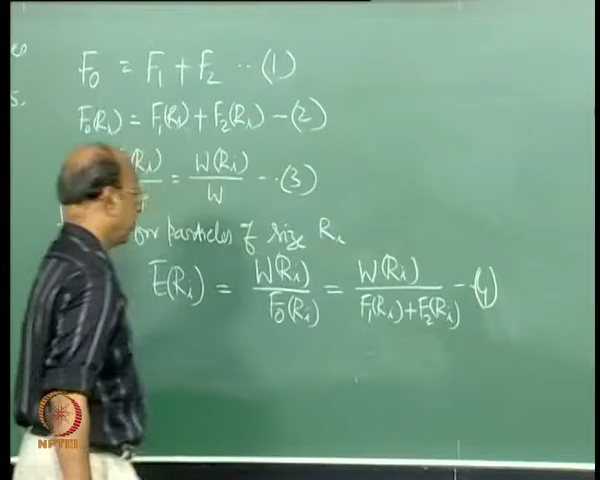 F₀ = F₁ + F₂ -- (1)
F₀(Rᵢ) = F₁(Rᵢ) + F₂(Rᵢ) - (2)
(Rᵢ) = W(Rᵢ)/W -- (3)
for particles of size Rᵢ
t̄(Rᵢ) = W(Rᵢ)/F₀(Rᵢ) = W(Rᵢ)/F₁(Rᵢ)+F₂(Rᵢ) - (4)
NPTEL